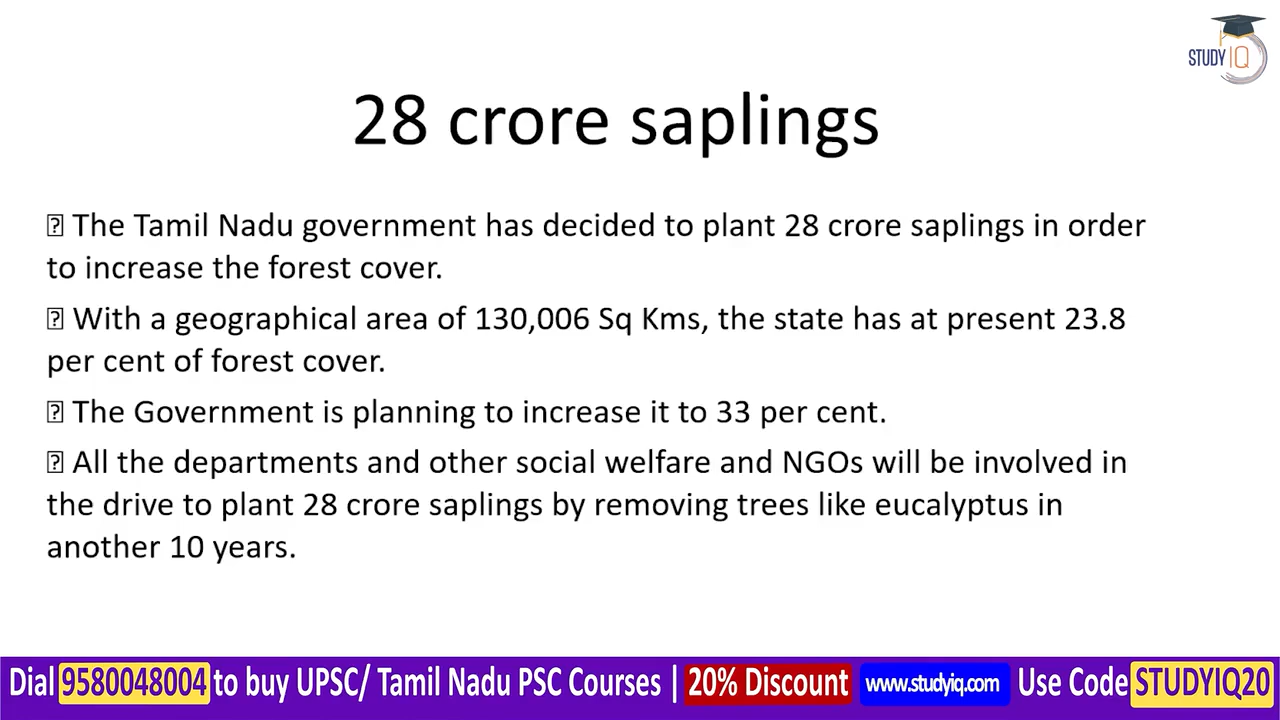 STUDY IQ
28 crore saplings
⍰ The Tamil Nadu government has decided to plant 28 crore saplings in order
to increase the forest cover.
⍰ With a geographical area of 130,006 Sq Kms, the state has at present 23.8
per cent of forest cover.
⍰ The Government is planning to increase it to 33 per cent.
⍰ All the departments and other social welfare and NGOs will be involved in
the drive to plant 28 crore saplings by removing trees like eucalyptus in
another 10 years.
Dial 9580048004 to buy UPSC/ Tamil Nadu PSC Courses | 20% Discount www.studyiq.com Use Code STUDYIQ20